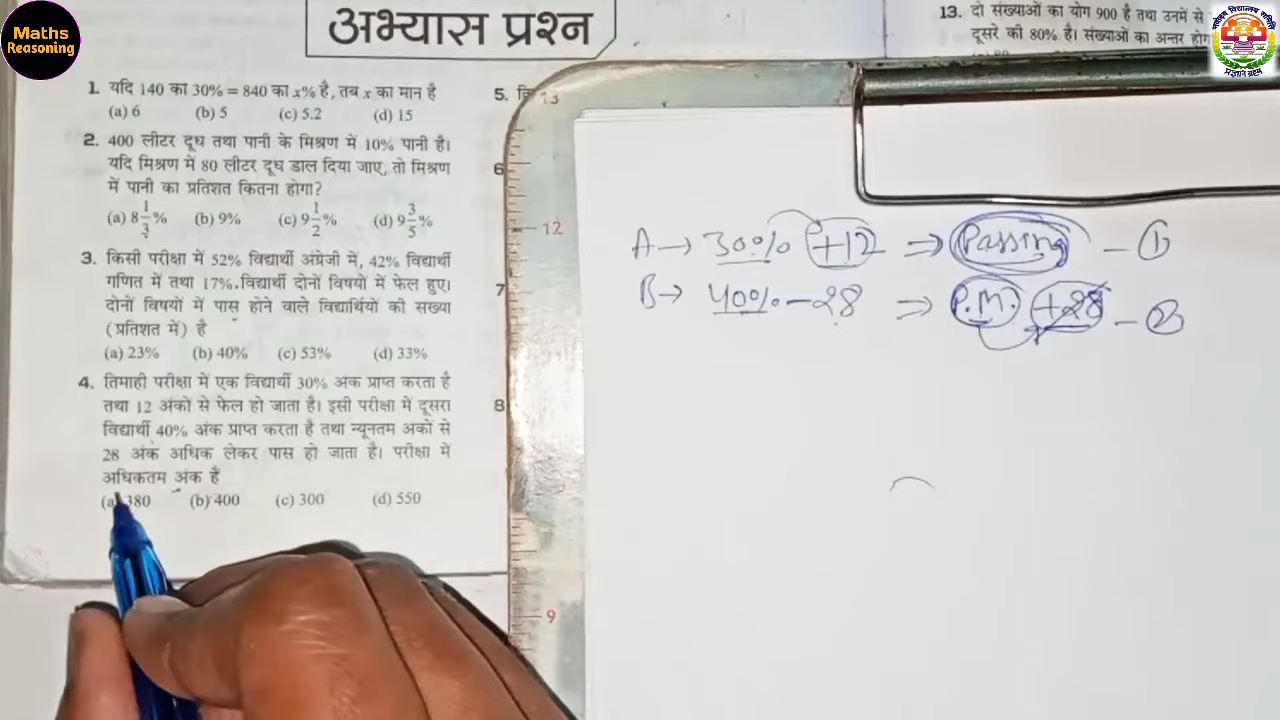 Maths
Reasoning
अभ्यास प्रश्न
1. यदि 140 का 30% = 840 का x% है, तब x का मान है
(a) 6 (b) 5 (c) 5.2 (d) 15
2. 400 लीटर दूध तथा पानी के मिश्रण में 10% पानी है।
यदि मिश्रण में 80 लीटर दूध डाल दिया जाए, तो मिश्रण
में पानी का प्रतिशत कितना होगा?
(a) 8 1/3 % (b) 9% (c) 9 1/2 % (d) 9 3/5 %
3. किसी परीक्षा में 52% विद्यार्थी अंग्रेजी में, 42% विद्यार्थी
गणित में तथा 17% विद्यार्थी दोनों विषयों में फेल हुए।
दोनों विषयों में पास होने वाले विद्यार्थियों की सख्या
(प्रतिशत में) है
(a) 23% (b) 40% (c) 53% (d) 33%
4. तिमाही परीक्षा में एक विद्यार्थी 30% अंक प्राप्त करता है
तथा 12 अंकों से फेल हो जाता है। इसी परीक्षा में दूसरा
विद्यार्थी 40% अंक प्राप्त करता है तथा न्यूनतम अंकों से
28 अंक अधिक लेकर पास हो जाता है। परीक्षा में
अधिकतम अंक है
(a) 380 (b) 400 (c) 300 (d) 550
5.
6
7
8
13. दो संख्याओं का योग 900 है तथा उनमें से
दूसरे की 80% है। संख्याओं का अन्तर
13
12
9
A → 30% +12 ⇒ Passing – ①
B → 40% – 28 ⇒ P.M. +28 – ②